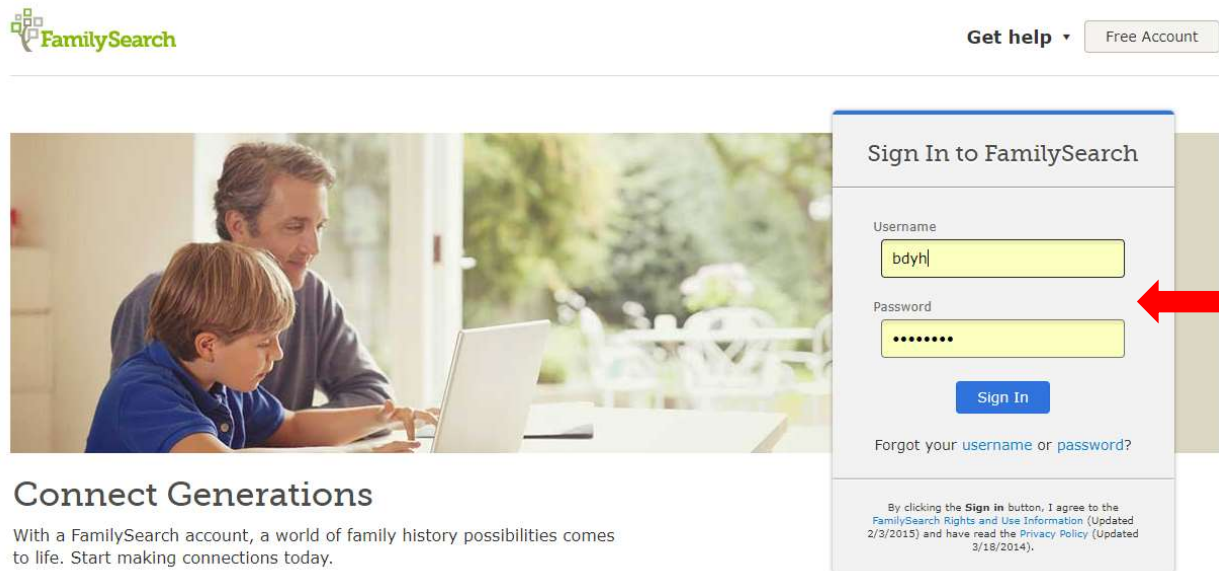 FamilySearch
Get help ▾
Free Account
Sign In to FamilySearch
Username
bdyh
Password
••••••••
Sign In
Forgot your username or password?
By clicking the Sign in button, I agree to the
FamilySearch Rights and Use Information (Updated
2/3/2015) and have read the Privacy Policy (Updated
3/18/2014).
Connect Generations
With a FamilySearch account, a world of family history possibilities comes
to life. Start making connections today.